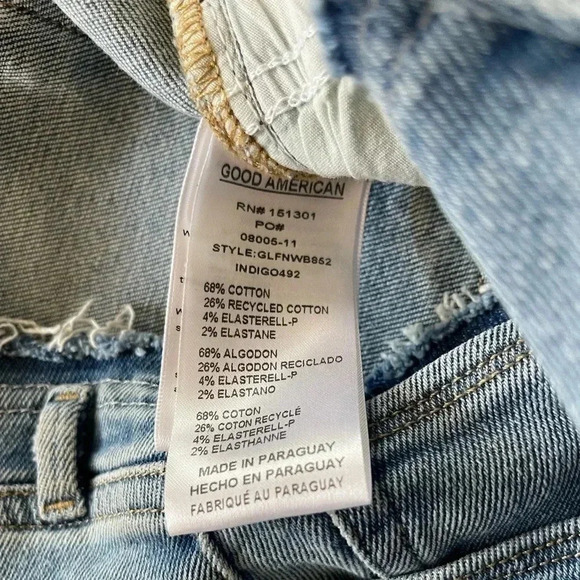 GOOD AMERICAN
RN# 151301
PO#
08005-11
STYLE:GLFNWB852
INDIGO492
68% COTTON
26% RECYCLED COTTON
4% ELASTERELL-P
2% ELASTANE
68% ALGODON
26% ALGODON RECICLADO
4% ELASTERELL-P
2% ELASTANO
68% COTON
26% COTON RECYCLÉ
4% ELASTERELL-P
2% ELASTHANNE
MADE IN PARAGUAY
HECHO EN PARAGUAY
FABRIQUÉ AU PARAGUAY